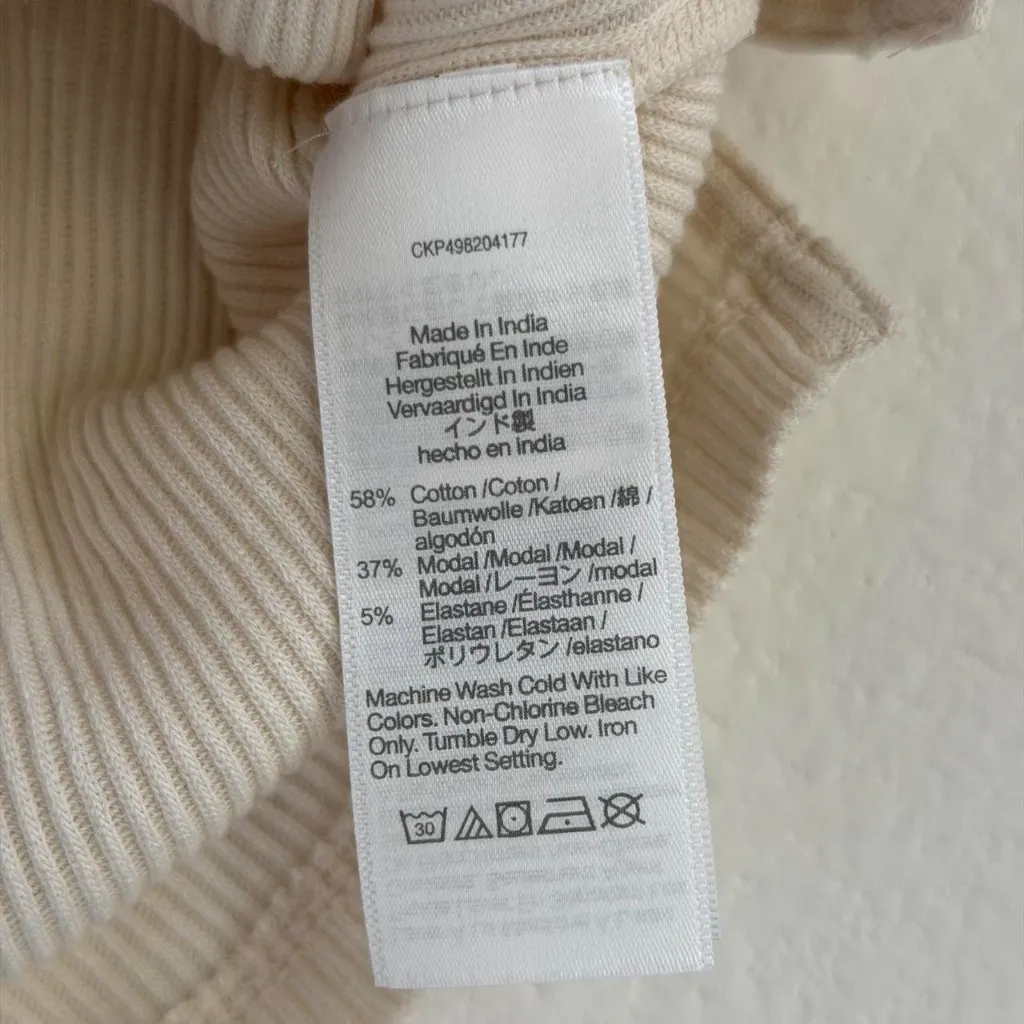 CKP498204177
Made In India
Fabriqué En Inde
Hergestellt In Indien
Vervaardigd In India
インド製
hecho en India
58% Cotton /Coton /
Baumwolle /Katoen /綿 /
algodón
37% Modal /Modal /Modal /
Modal /レーヨン /modal
5% Elastane /Élasthanne /
Elastan /Elastaan /
ポリウレタン /elastano
Machine Wash Cold With Like
Colors. Non-Chlorine Bleach
Only. Tumble Dry Low. Iron
On Lowest Setting.
30